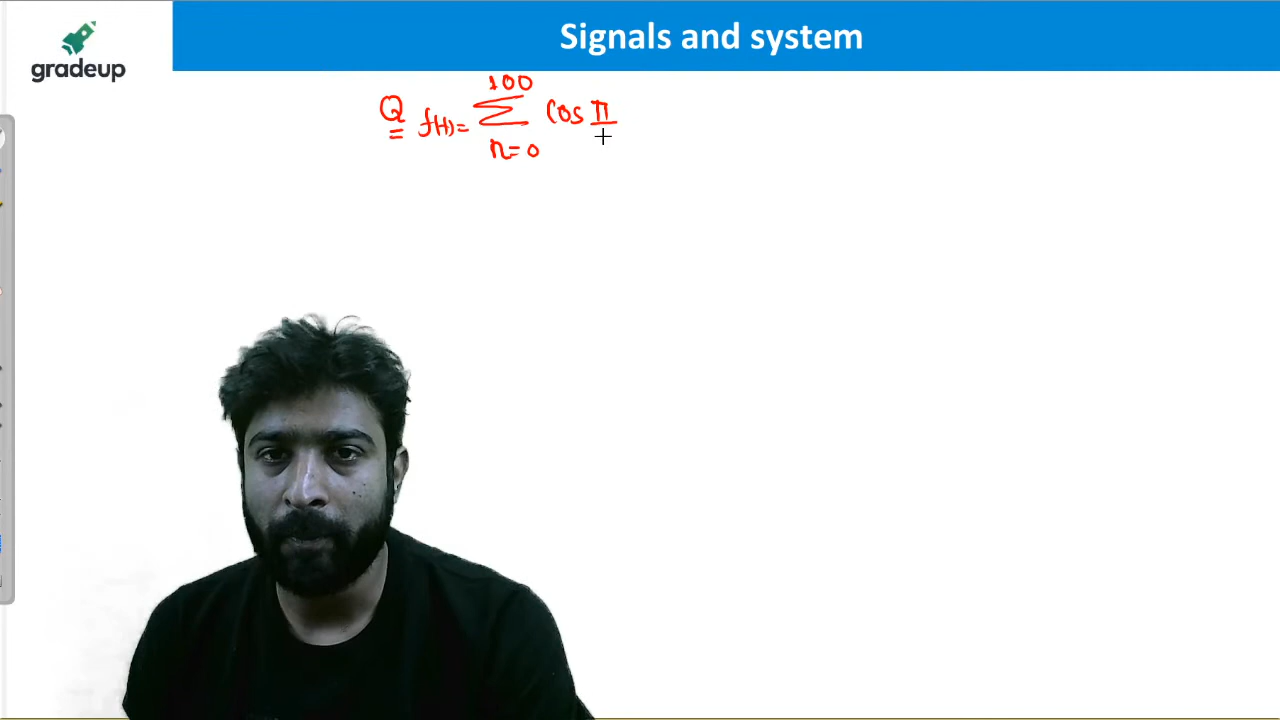 Signals and system
gradeup
Q f(t)= 100 Σ n=0 Cos π